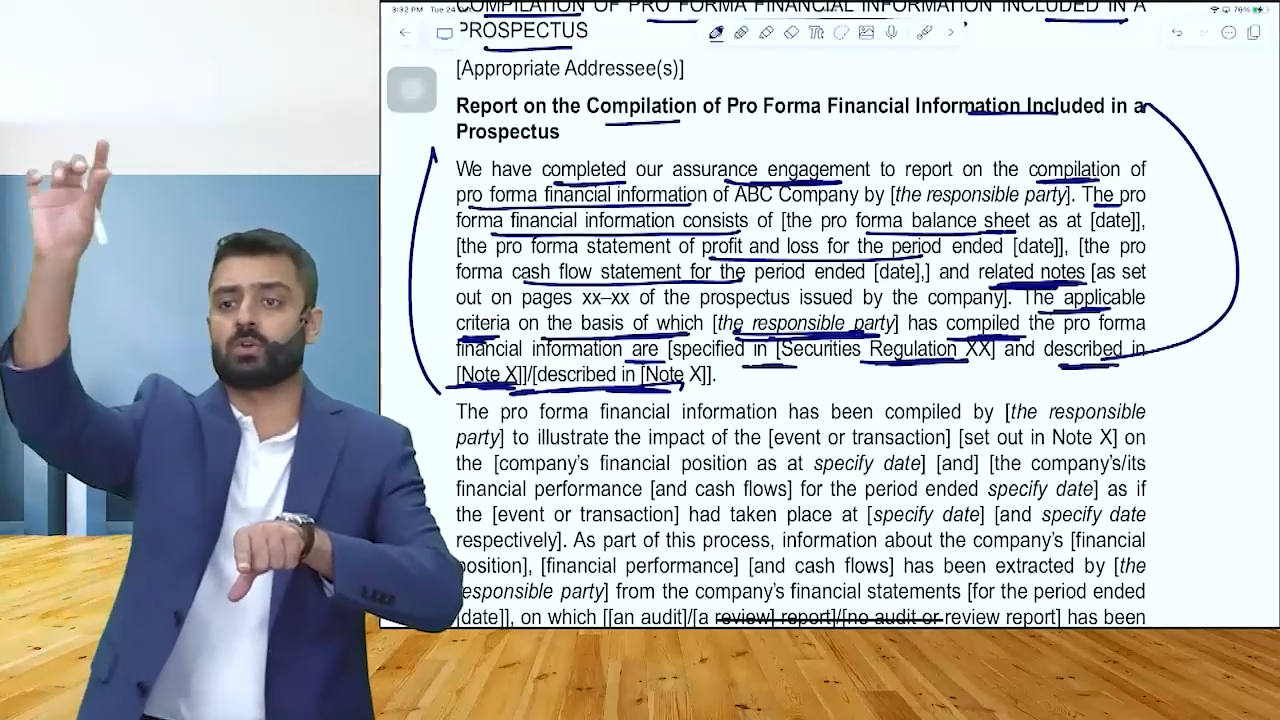 3:32 PM Tue 24
76%
COMPILATION OF PRO FORMA FINANCIAL INFORMATION INCLUDED IN A
PROSPECTUS
[Appropriate Addressee(s)]
Report on the Compilation of Pro Forma Financial Information Included in a
Prospectus
We have completed our assurance engagement to report on the compilation of
pro forma financial information of ABC Company by [the responsible party]. The pro
forma financial information consists of [the pro forma balance sheet as at [date]],
[the pro forma statement of profit and loss for the period ended [date]], [the pro
forma cash flow statement for the period ended [date],] and related notes [as set
out on pages xx–xx of the prospectus issued by the company]. The applicable
criteria on the basis of which [the responsible party] has compiled the pro forma
financial information are [specified in [Securities Regulation XX] and described in
[Note X]]/[described in [Note X]].
The pro forma financial information has been compiled by [the responsible
party] to illustrate the impact of the [event or transaction] [set out in Note X] on
the [company's financial position as at specify date] [and] [the company's/its
financial performance [and cash flows] for the period ended specify date] as if
the [event or transaction] had taken place at [specify date] [and specify date
respectively]. As part of this process, information about the company's [financial
position], [financial performance] [and cash flows] has been extracted by [the
responsible party] from the company's financial statements [for the period ended
[date]], on which [[an audit]/[a review] report]/[no audit or review report] has been